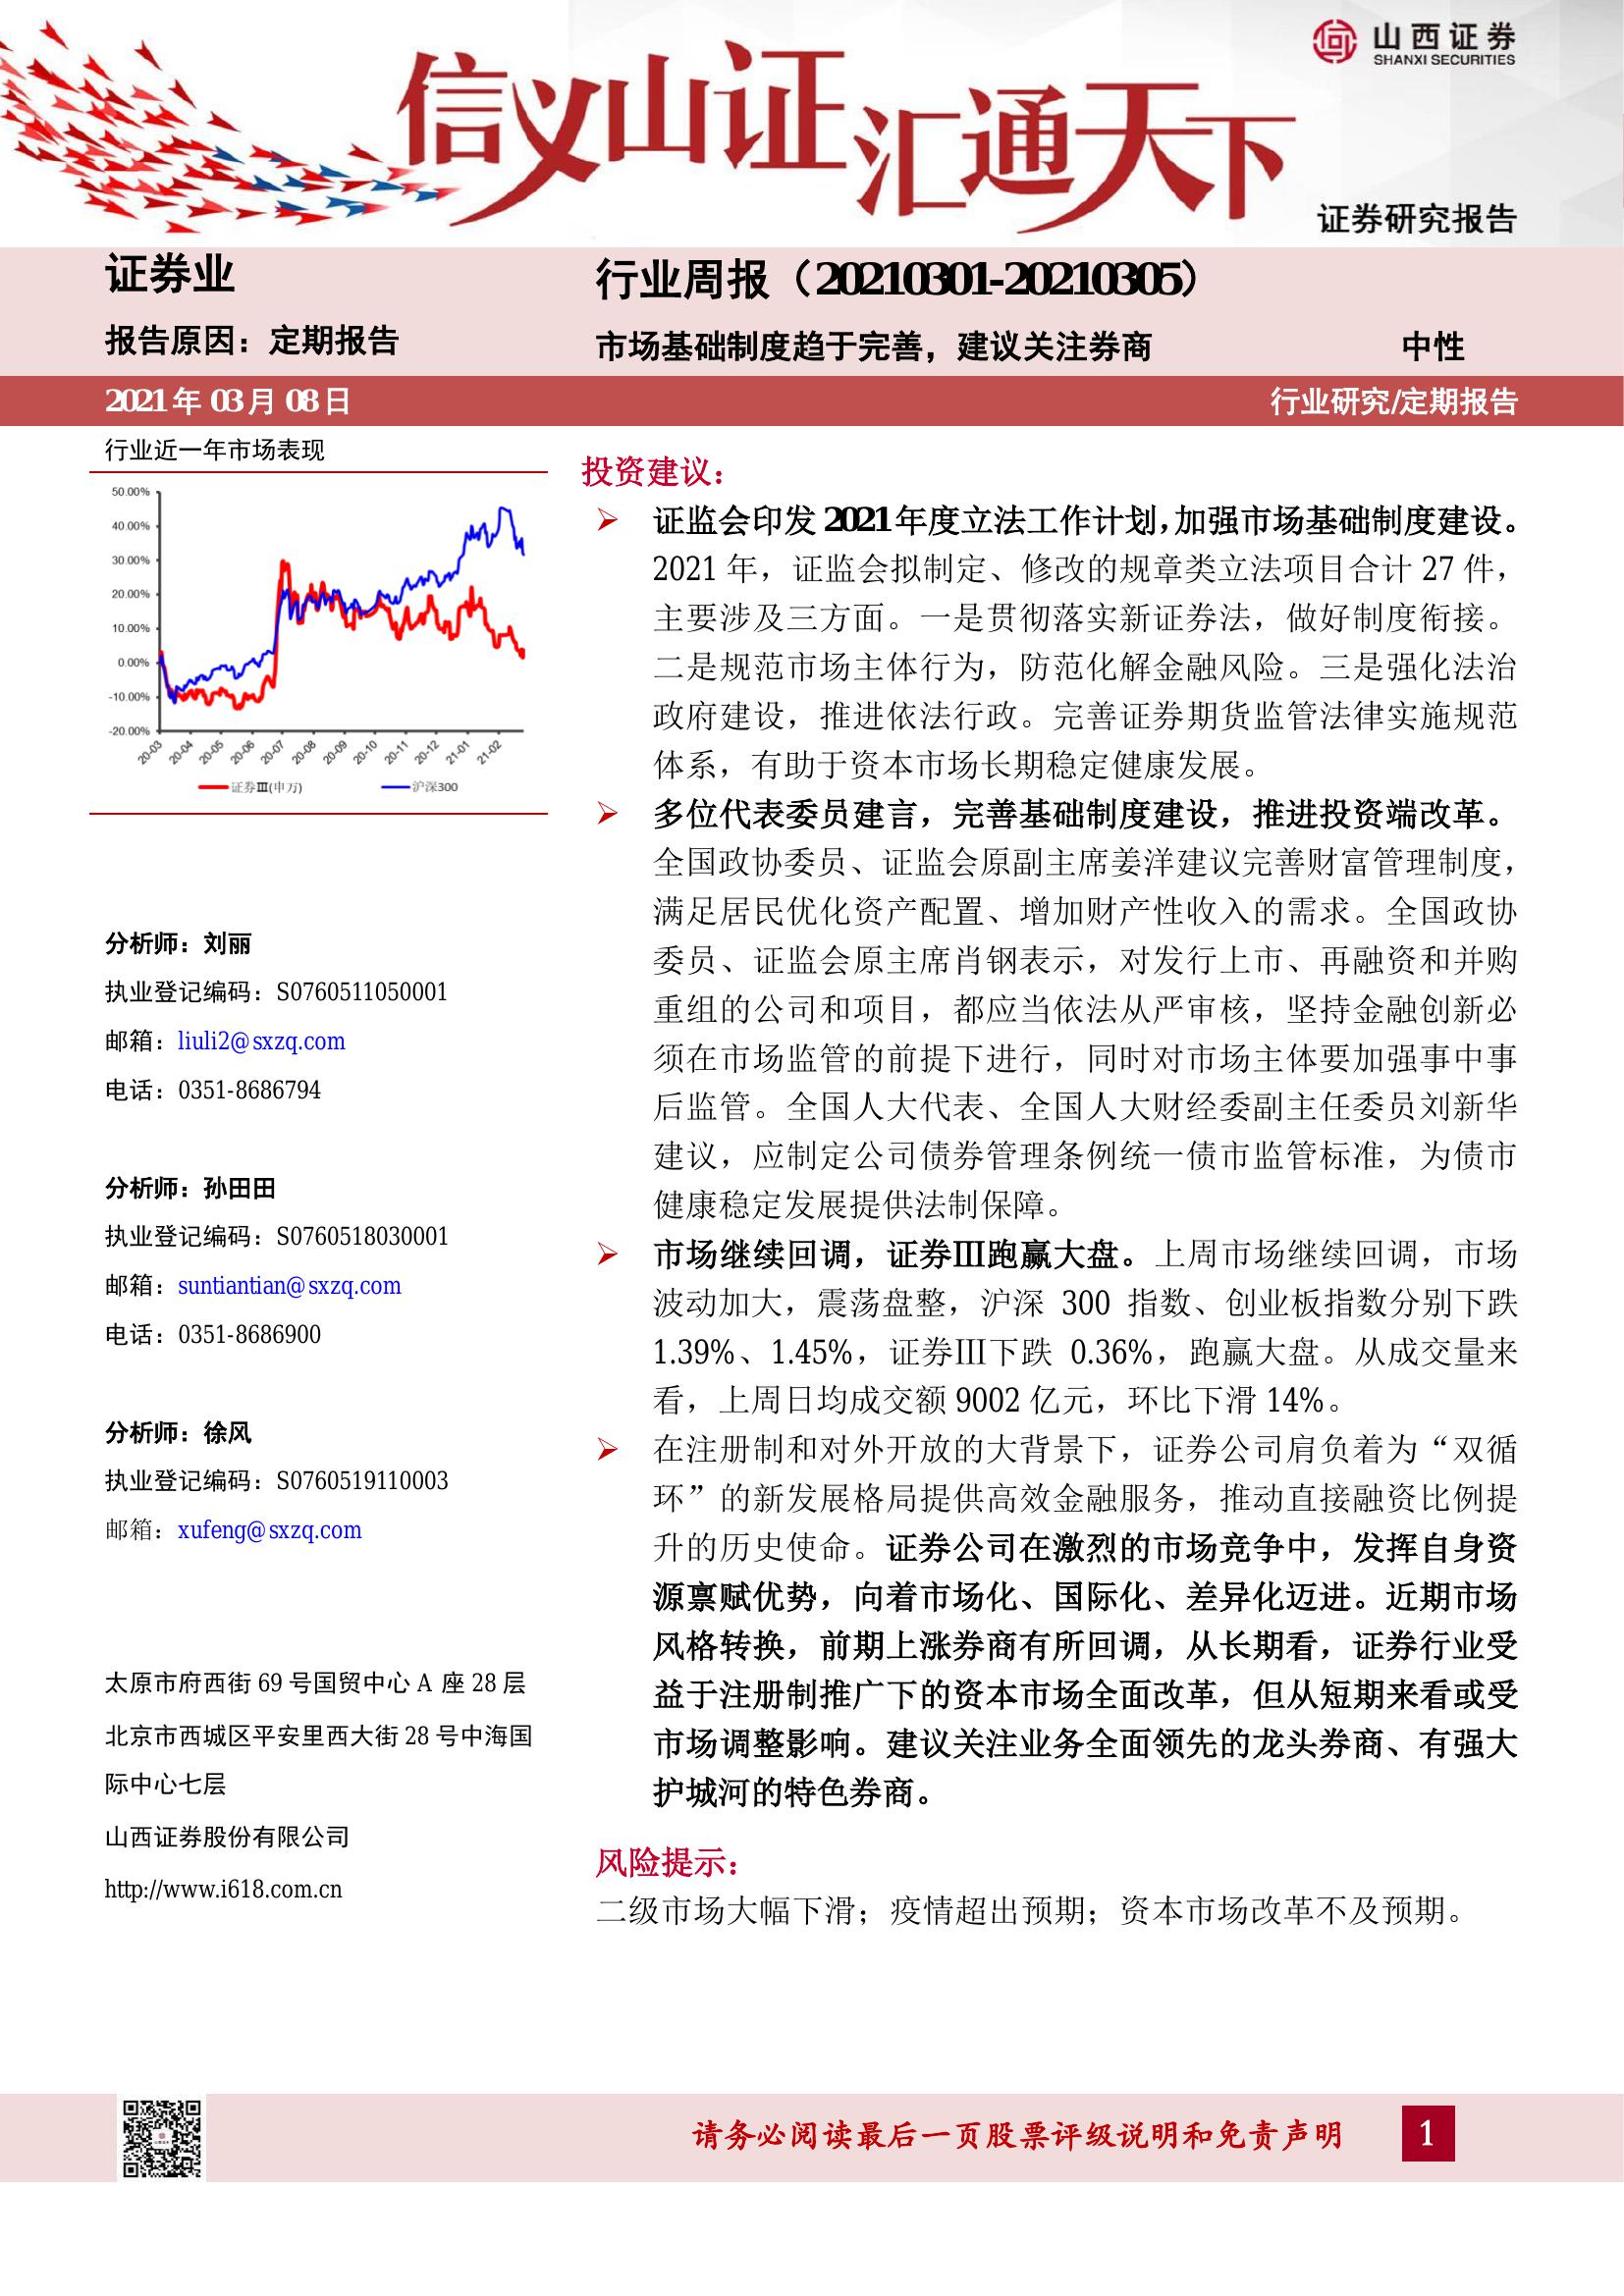 山西证券
SHANXI SECURITIES
信义山证汇通天下
证券研究报告
证券业
行业周报（20210301-20210305）
报告原因：定期报告
市场基础制度趋于完善，建议关注券商
中性
2021年 03月 08日
行业研究/定期报告
行业近一年市场表现
50.00%
40.00%
30.00%
20.00%
10.00%
0.00%
-10.00%
-20.00%
20-03
20-04
20-05
20-06
20-07
20-08
20-09
20-10
20-11
20-12
21-01
21-02
证券Ⅲ(申万)
沪深300
分析师：刘丽
执业登记编码：S0760511050001
邮箱：liuli2@sxzq.com
电话：0351-8686794
分析师：孙田田
执业登记编码：S0760518030001
邮箱：suntiantian@sxzq.com
电话：0351-8686900
分析师：徐风
执业登记编码：S0760519110003
邮箱：xufeng@sxzq.com
太原市府西街 69 号国贸中心 A 座 28 层
北京市西城区平安里西大街 28 号中海国
际中心七层
山西证券股份有限公司
http://www.i618.com.cn
投资建议：
证监会印发 2021年度立法工作计划，加强市场基础制度建设。
2021 年，证监会拟制定、修改的规章类立法项目合计 27 件，
主要涉及三方面。一是贯彻落实新证券法，做好制度衔接。
二是规范市场主体行为，防范化解金融风险。三是强化法治
政府建设，推进依法行政。完善证券期货监管法律实施规范
体系，有助于资本市场长期稳定健康发展。
多位代表委员建言，完善基础制度建设，推进投资端改革。
全国政协委员、证监会原副主席姜洋建议完善财富管理制度，
满足居民优化资产配置、增加财产性收入的需求。全国政协
委员、证监会原主席肖钢表示，对发行上市、再融资和并购
重组的公司和项目，都应当依法从严审核，坚持金融创新必
须在市场监管的前提下进行，同时对市场主体要加强事中事
后监管。全国人大代表、全国人大财经委副主任委员刘新华
建议，应制定公司债券管理条例统一债市监管标准，为债市
健康稳定发展提供法制保障。
市场继续回调，证券Ⅲ跑赢大盘。上周市场继续回调，市场
波动加大，震荡盘整，沪深 300 指数、创业板指数分别下跌
1.39%、1.45%，证券Ⅲ下跌 0.36%，跑赢大盘。从成交量来
看，上周日均成交额 9002 亿元，环比下滑 14%。
在注册制和对外开放的大背景下，证券公司肩负着为“双循
环”的新发展格局提供高效金融服务，推动直接融资比例提
升的历史使命。证券公司在激烈的市场竞争中，发挥自身资
源禀赋优势，向着市场化、国际化、差异化迈进。近期市场
风格转换，前期上涨券商有所回调，从长期看，证券行业受
益于注册制推广下的资本市场全面改革，但从短期来看或受
市场调整影响。建议关注业务全面领先的龙头券商、有强大
护城河的特色券商。
风险提示：
二级市场大幅下滑；疫情超出预期；资本市场改革不及预期。
请务必阅读最后一页股票评级说明和免责声明
1